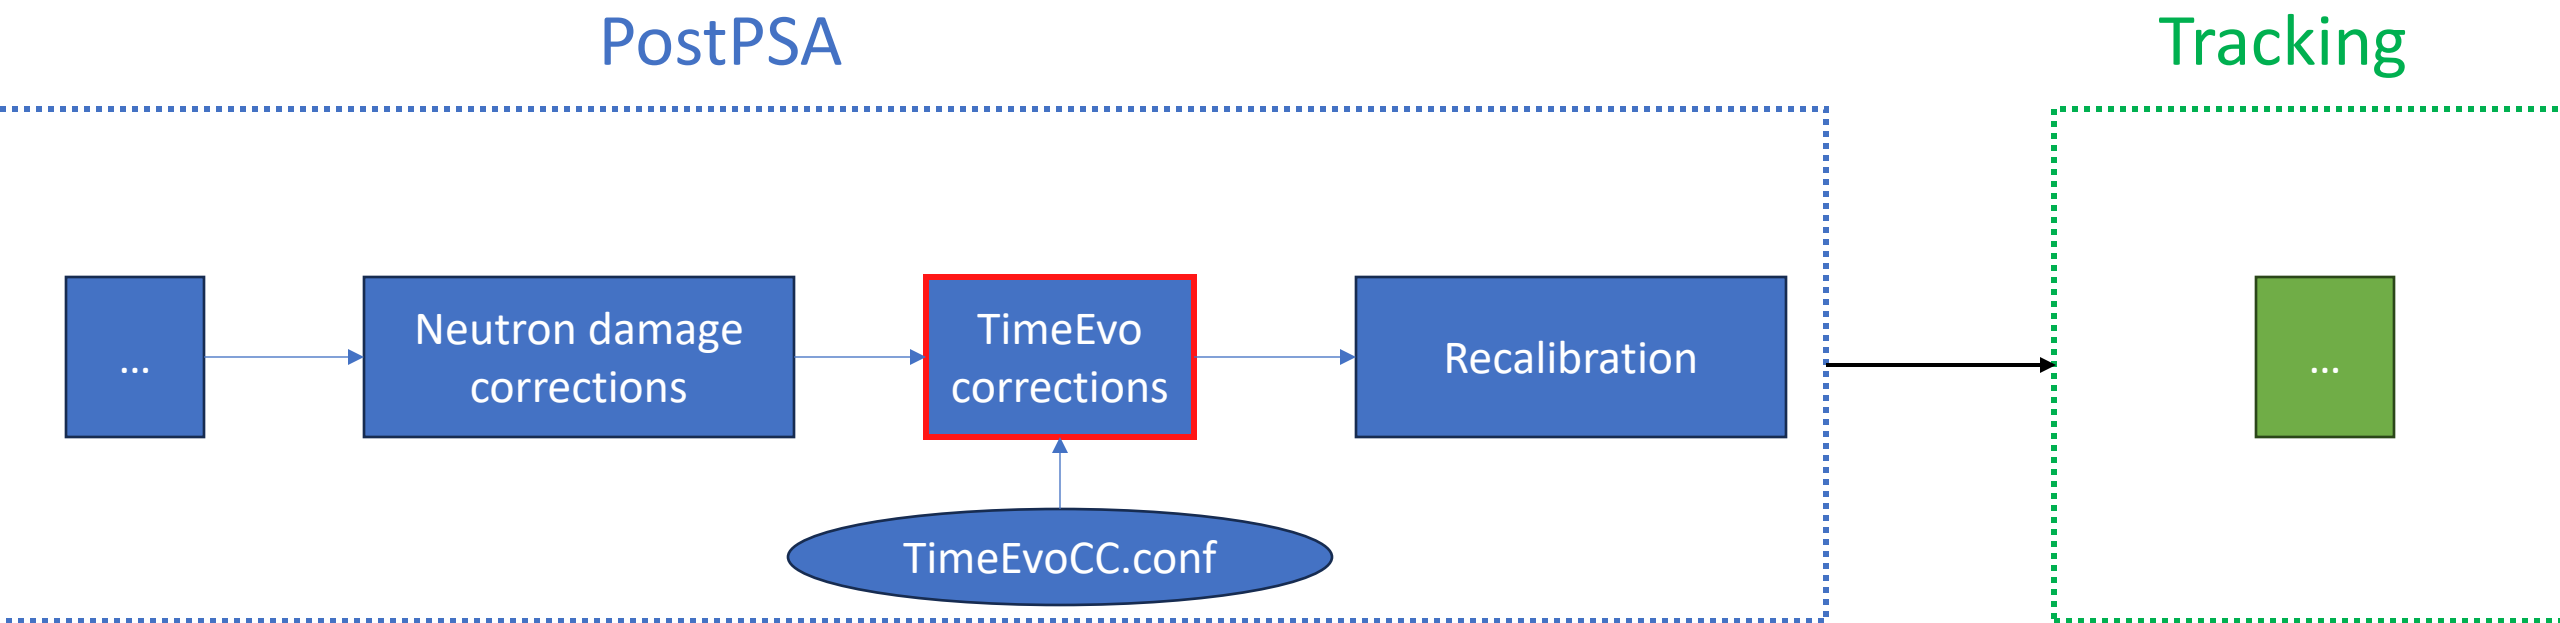 PostPSA
Tracking
...
Neutron damage
corrections
TimeEvo
corrections
Recalibration
...
TimeEvoCC.conf